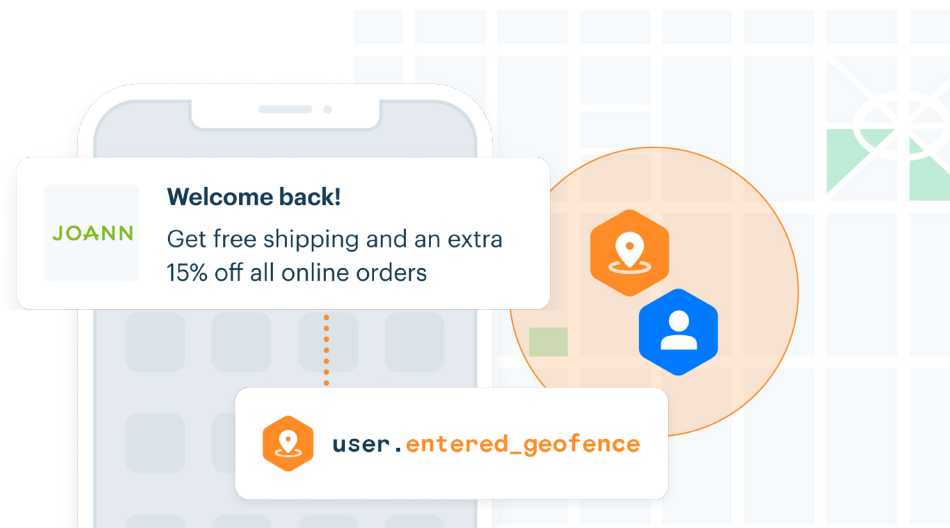 Welcome back!
JOANN
Get free shipping and an extra
15% off all online orders
user.entered_geofence